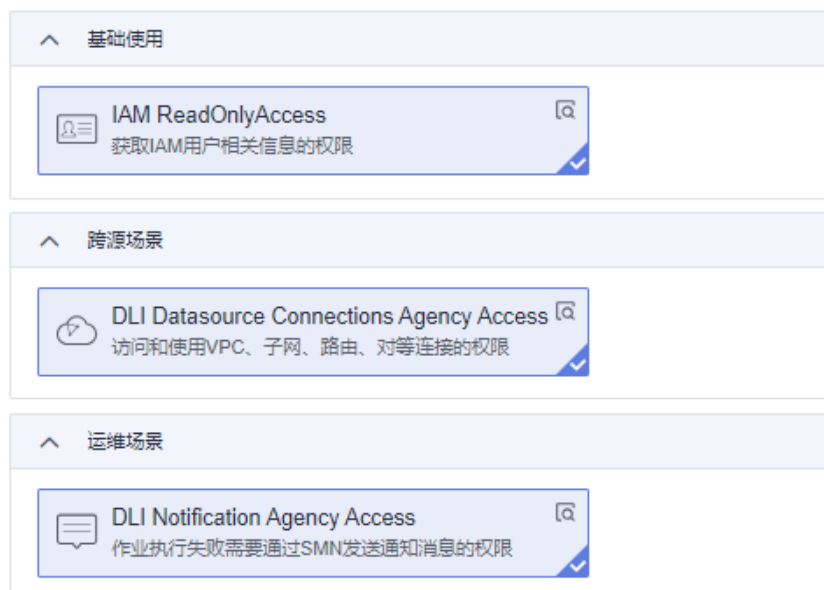 基础使用
IAM ReadOnlyAccess
获取IAM用户相关信息的权限
跨源场景
DLI Datasource Connections Agency Access
访问和使用VPC、子网、路由、对等连接的权限
运维场景
DLI Notification Agency Access
作业执行失败需要通过SMN发送通知消息的权限